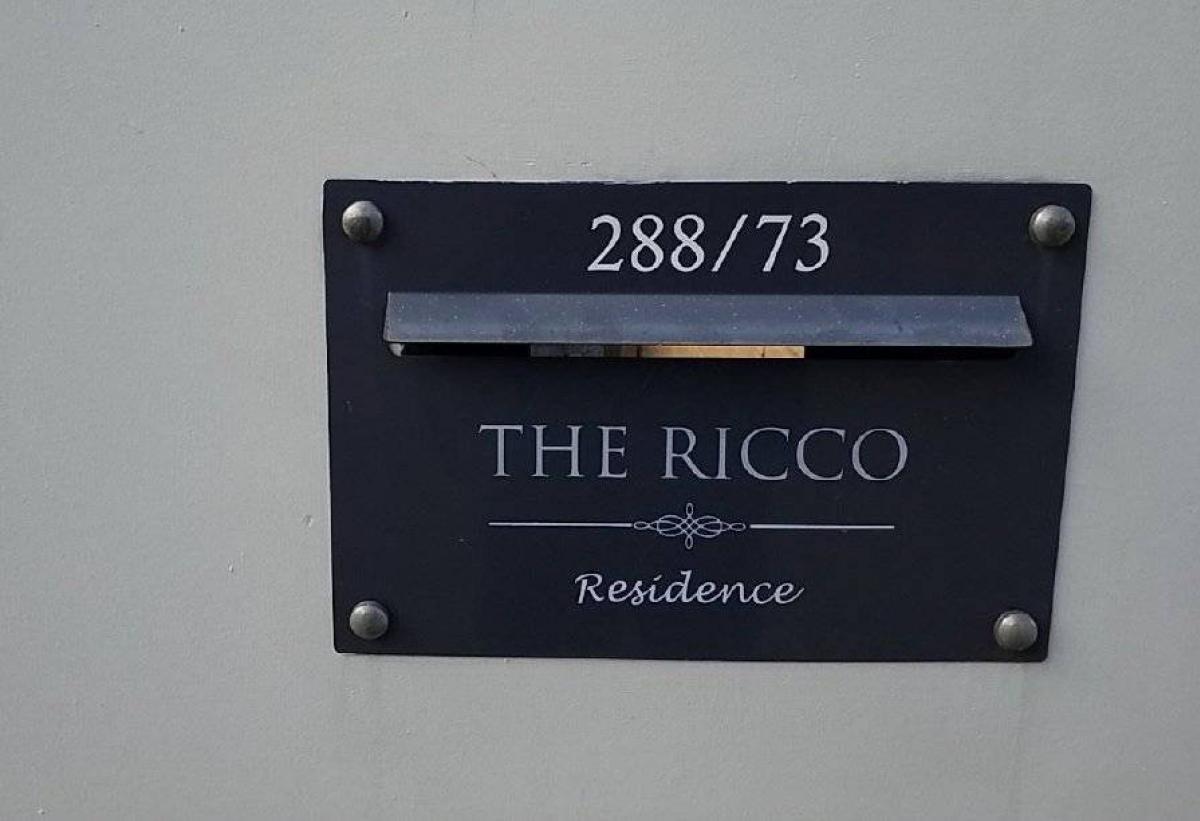 288/73
THE RICCO
Residence